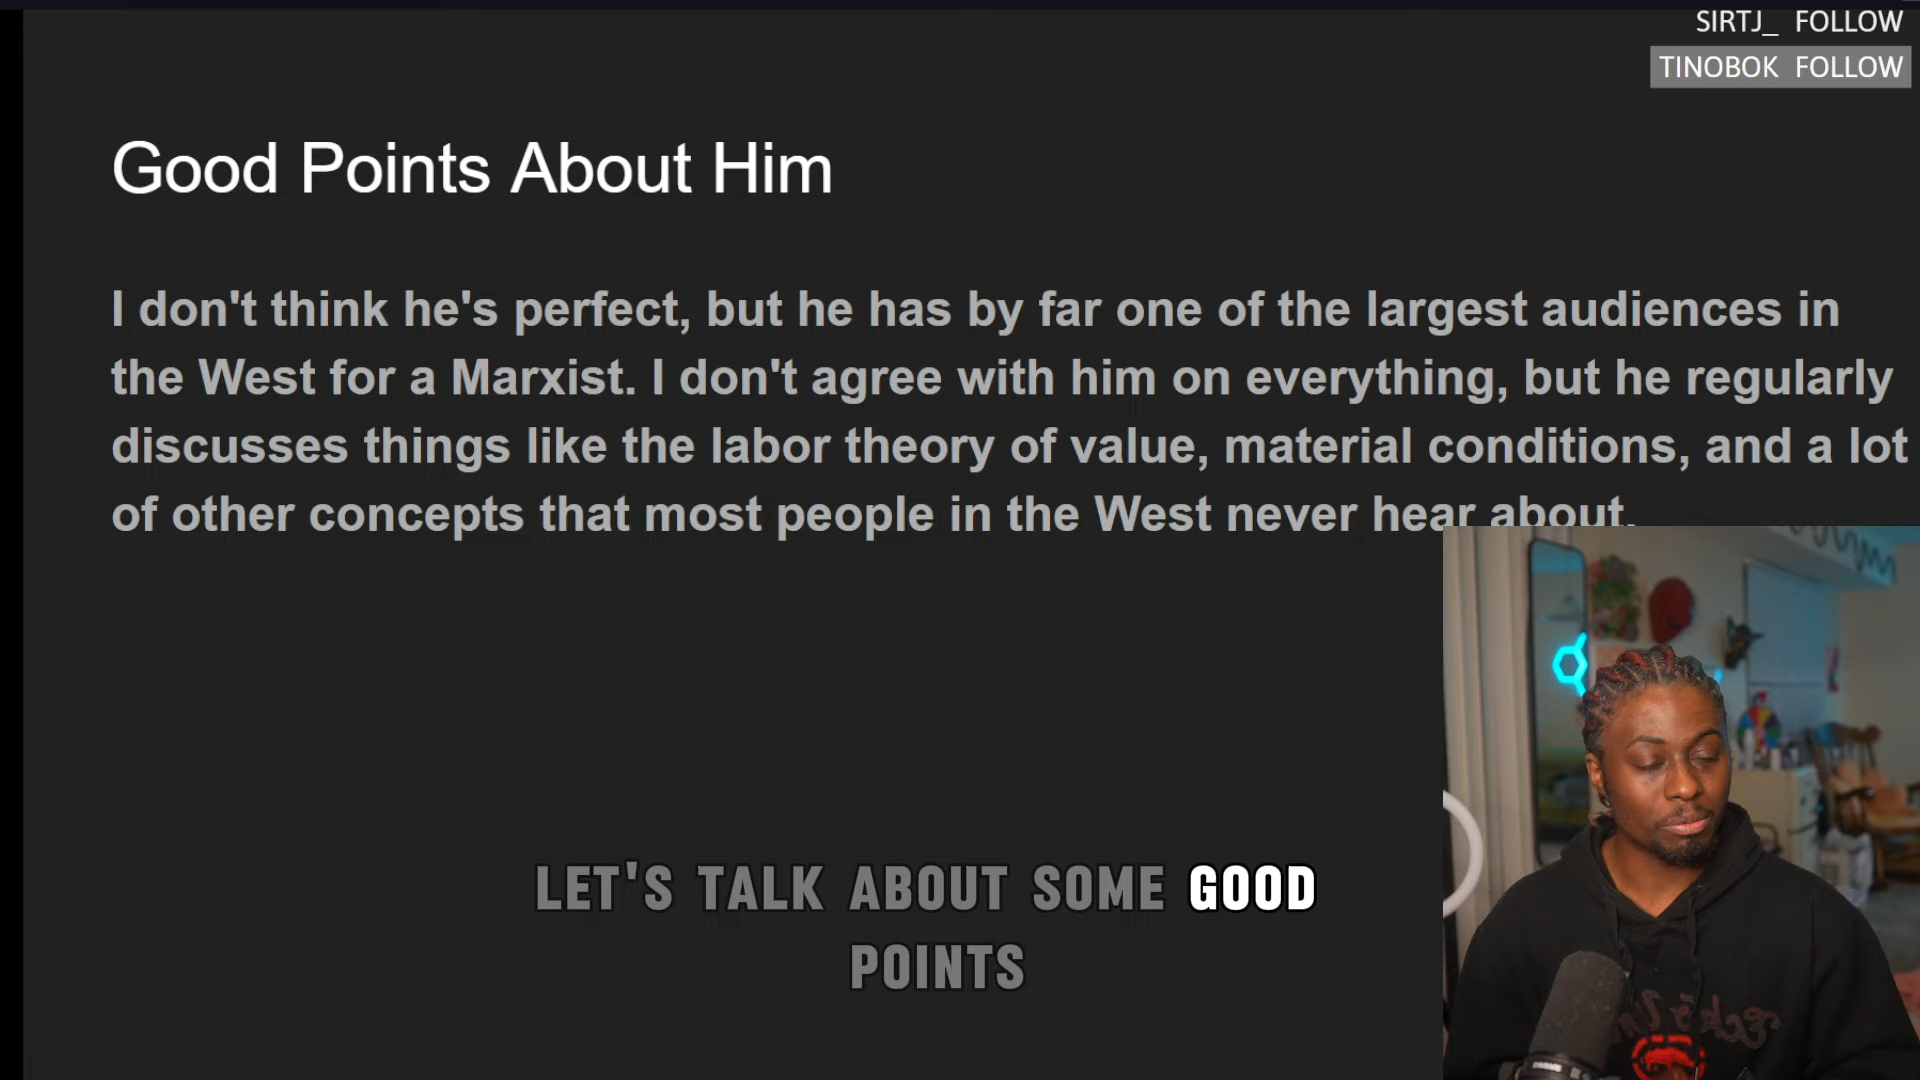 SIRTJ_ FOLLOW
TINOBOK FOLLOW
Good Points About Him
I don't think he's perfect, but he has by far one of the largest audiences in
the West for a Marxist. I don't agree with him on everything, but he regularly
discusses things like the labor theory of value, material conditions, and a lot
of other concepts that most people in the West never hear about.
LET'S TALK ABOUT SOME GOOD
POINTS